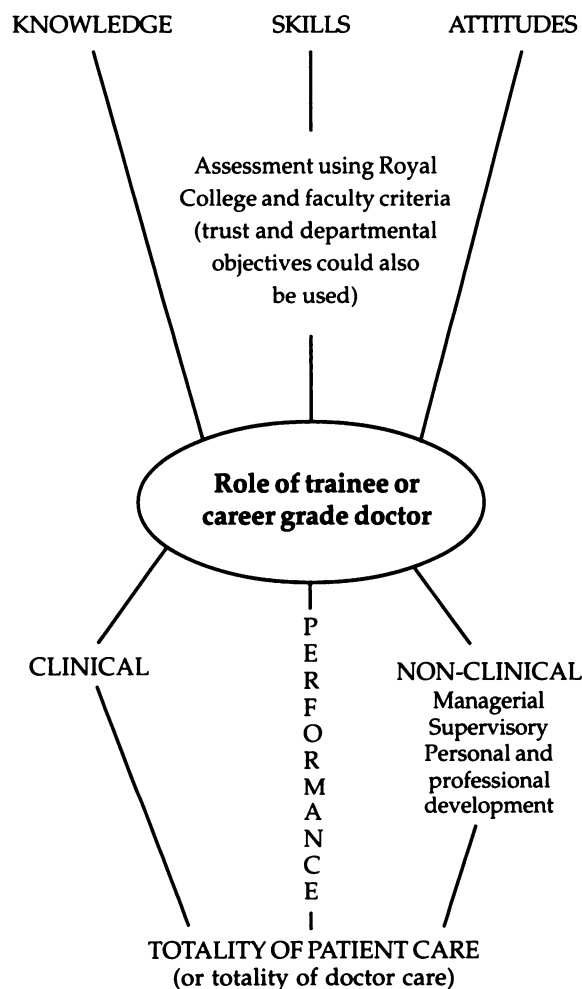 KNOWLEDGE SKILLS ATTITUDES
Assessment using Royal
College and faculty criteria
(trust and departmental
objectives could also
be used)
Role of trainee or
career grade doctor
PERFORMANCE
CLINICAL
NON-CLINICAL
Managerial
Supervisory
Personal and
professional
development
TOTALITY OF PATIENT CARE
(or totality of doctor care)